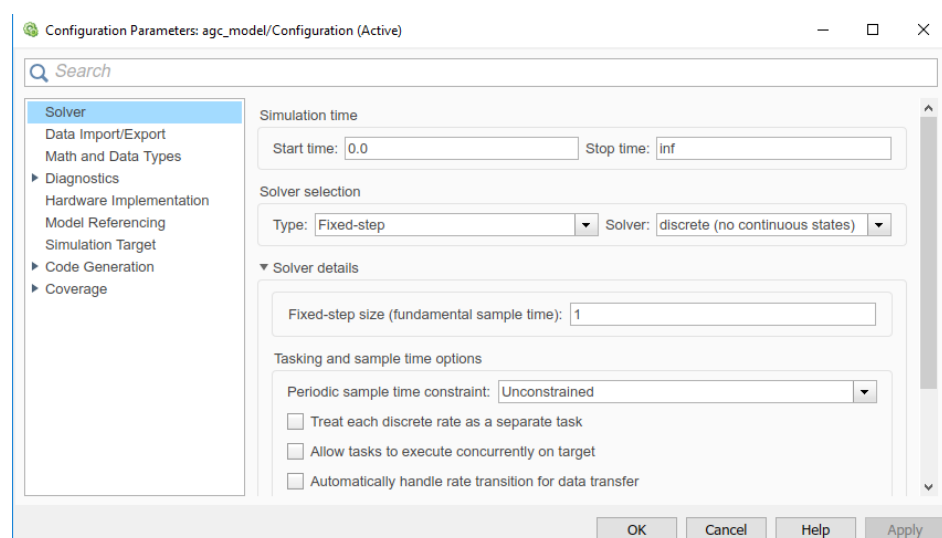 Configuration Parameters: agc_model/Configuration (Active)
Search
Solver
Data Import/Export
Math and Data Types
Diagnostics
Hardware Implementation
Model Referencing
Simulation Target
Code Generation
Coverage
Simulation time
Start time: 0.0 Stop time: inf
Solver selection
Type: Fixed-step Solver: discrete (no continuous states)
Solver details
Fixed-step size (fundamental sample time): 1
Tasking and sample time options
Periodic sample time constraint: Unconstrained
Treat each discrete rate as a separate task
Allow tasks to execute concurrently on target
Automatically handle rate transition for data transfer
OK Cancel Help Apply